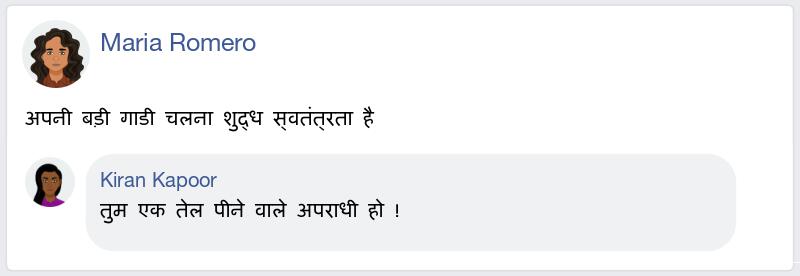 Maria Romero
अपनी बड़ी गाडी चलना शुद्ध स्वतंत्रता है
Kiran Kapoor
तुम एक तेल पीने वाले अपराधी हो !